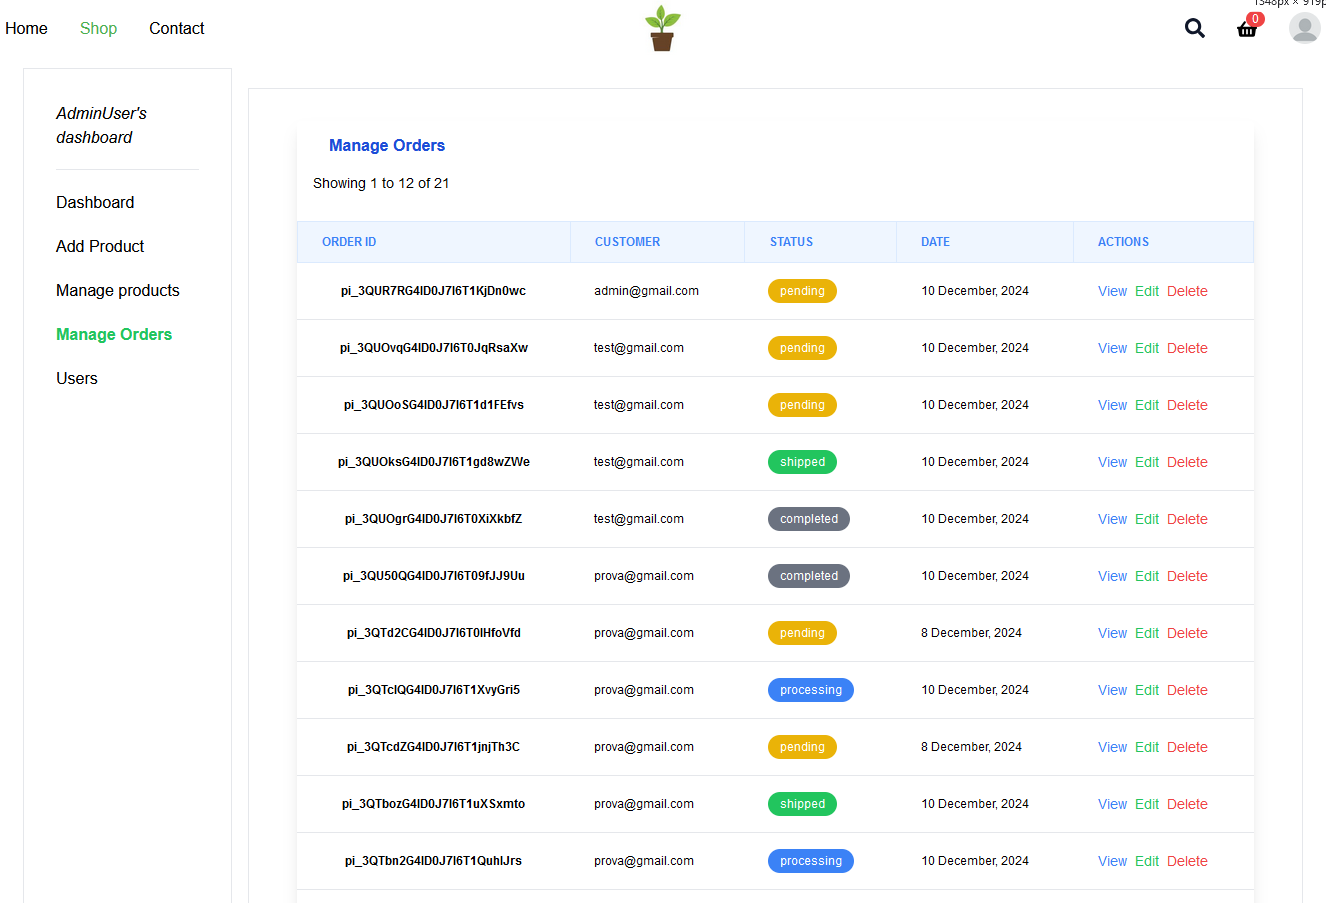 1348px × 919p
Home Shop Contact 0
AdminUser's
dashboard
Dashboard
Add Product
Manage products
Manage Orders
Users
Manage Orders
Showing 1 to 12 of 21
ORDER ID CUSTOMER STATUS DATE ACTIONS
pi_3QUR7RG4ID0J7I6T1KjDn0wc admin@gmail.com pending 10 December, 2024 View Edit Delete
pi_3QUOvqG4ID0J7I6T0JqRsaXw test@gmail.com pending 10 December, 2024 View Edit Delete
pi_3QUOoSG4ID0J7I6T1d1FEfvs test@gmail.com pending 10 December, 2024 View Edit Delete
pi_3QUOksG4ID0J7I6T1gd8wZWe test@gmail.com shipped 10 December, 2024 View Edit Delete
pi_3QUOgrG4ID0J7I6T0XiXkbfZ test@gmail.com completed 10 December, 2024 View Edit Delete
pi_3QU50QG4ID0J7I6T09fJJ9Uu prova@gmail.com completed 10 December, 2024 View Edit Delete
pi_3QTd2CG4ID0J7I6T0IHfoVfd prova@gmail.com pending 8 December, 2024 View Edit Delete
pi_3QTclQG4ID0J7I6T1XvyGri5 prova@gmail.com processing 10 December, 2024 View Edit Delete
pi_3QTcdZG4ID0J7I6T1jnjTh3C prova@gmail.com pending 8 December, 2024 View Edit Delete
pi_3QTbozG4ID0J7I6T1uXSxmto prova@gmail.com shipped 10 December, 2024 View Edit Delete
pi_3QTbn2G4ID0J7I6T1QuhIJrs prova@gmail.com processing 10 December, 2024 View Edit Delete